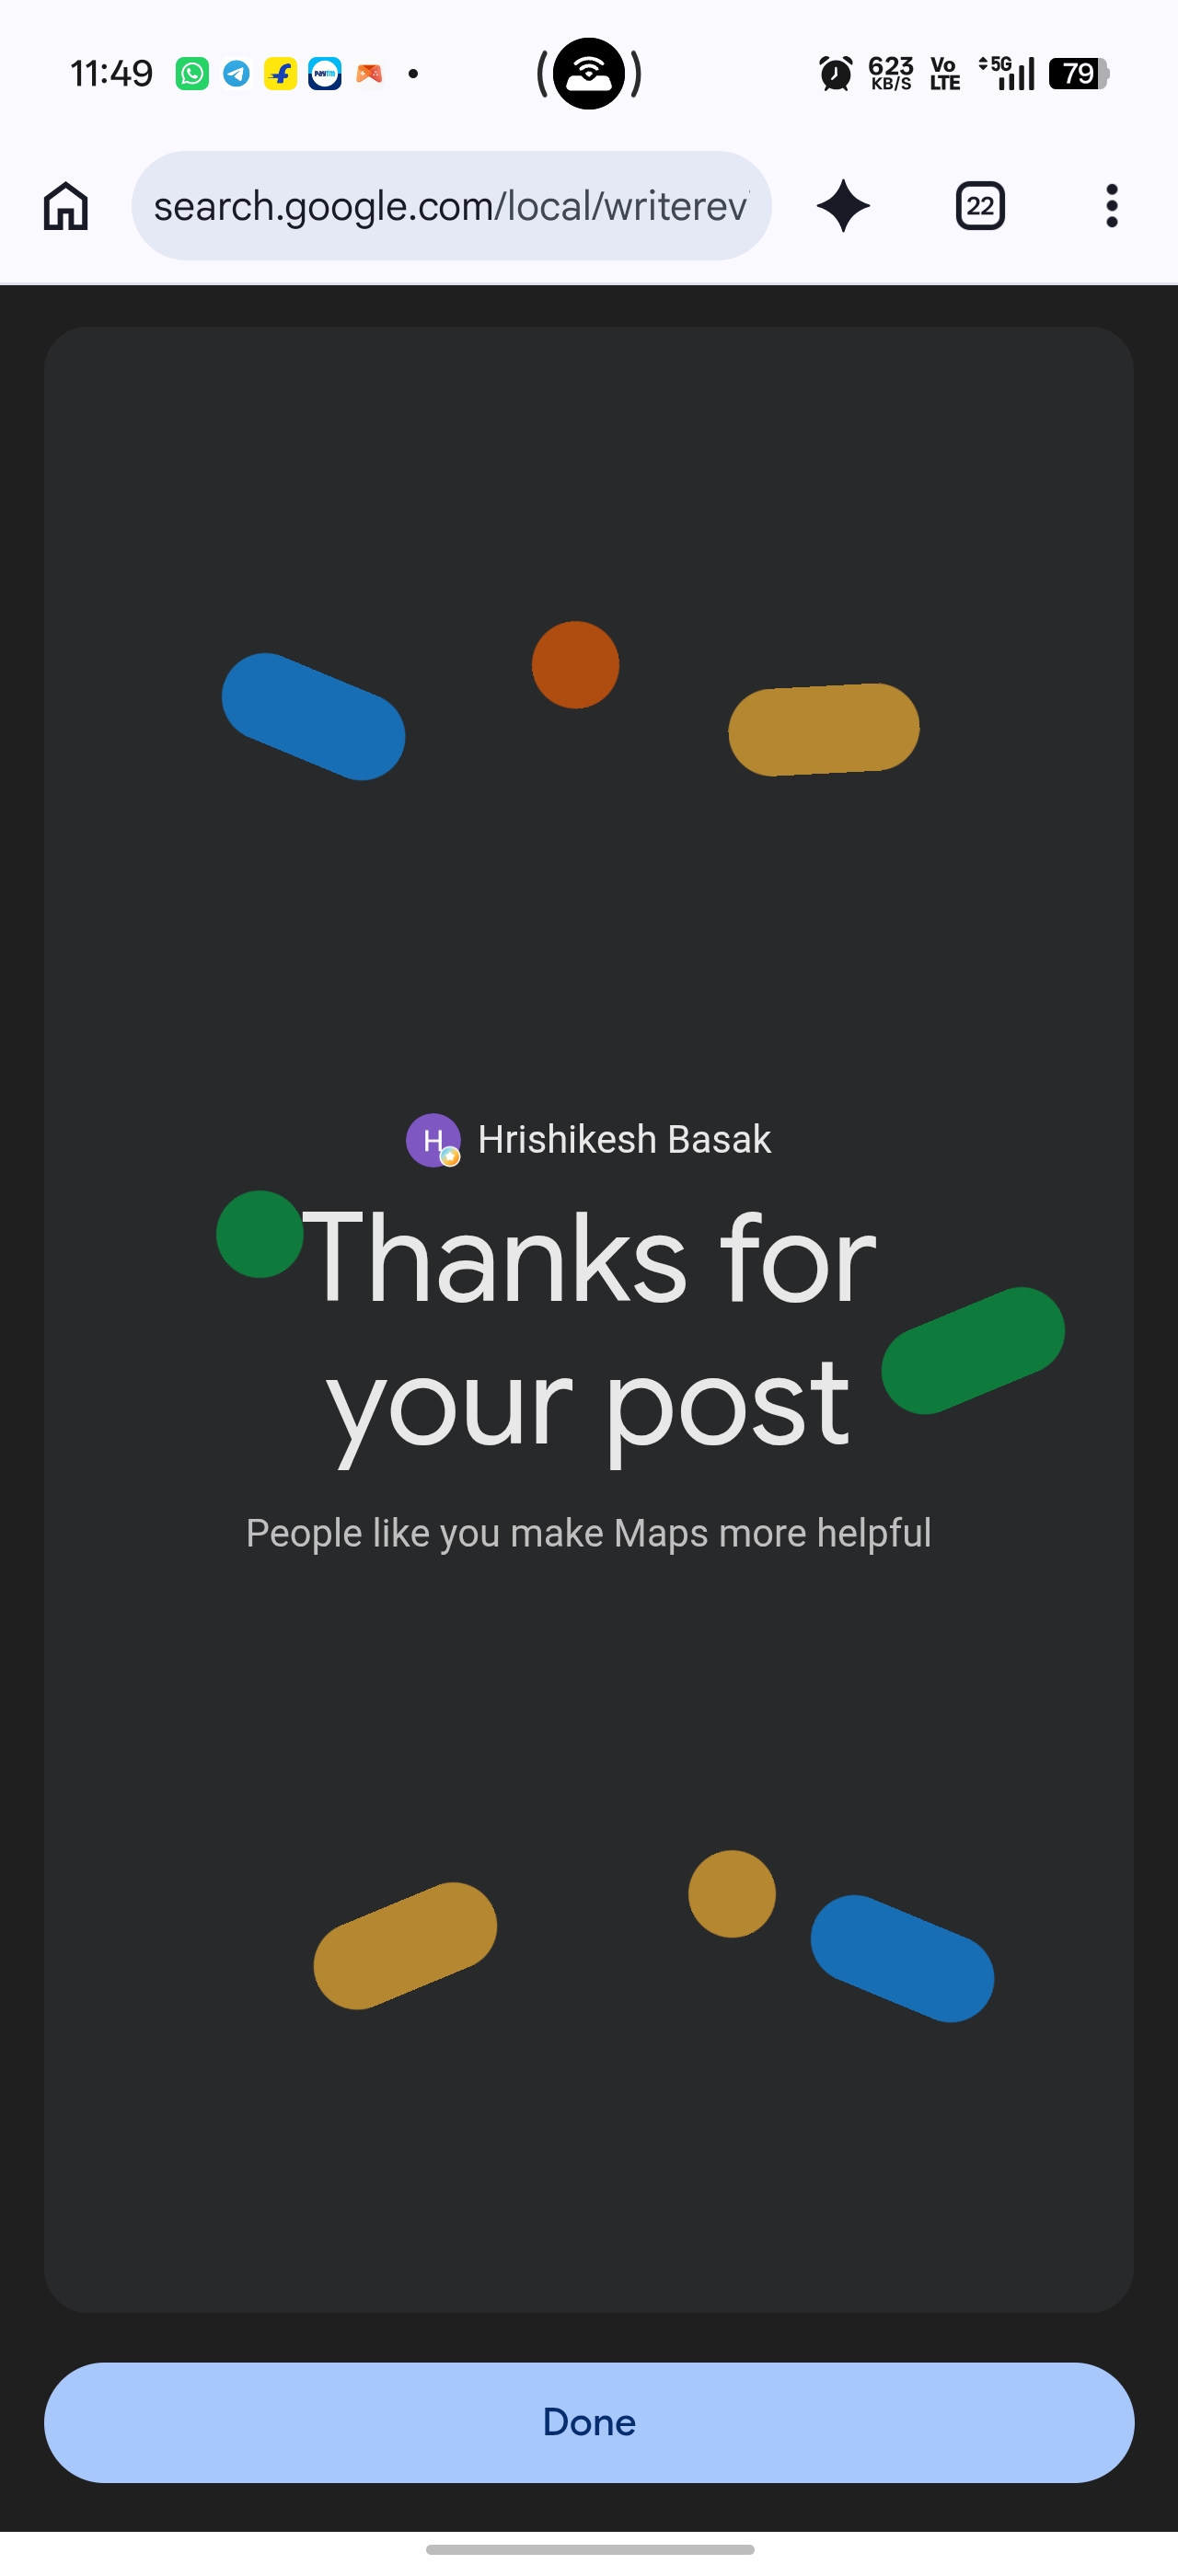 11:49
623
KB/S
Vo
LTE
5G
79
search.google.com/local/writerev
22
H Hrishikesh Basak
Thanks for
your post
People like you make Maps more helpful
Done